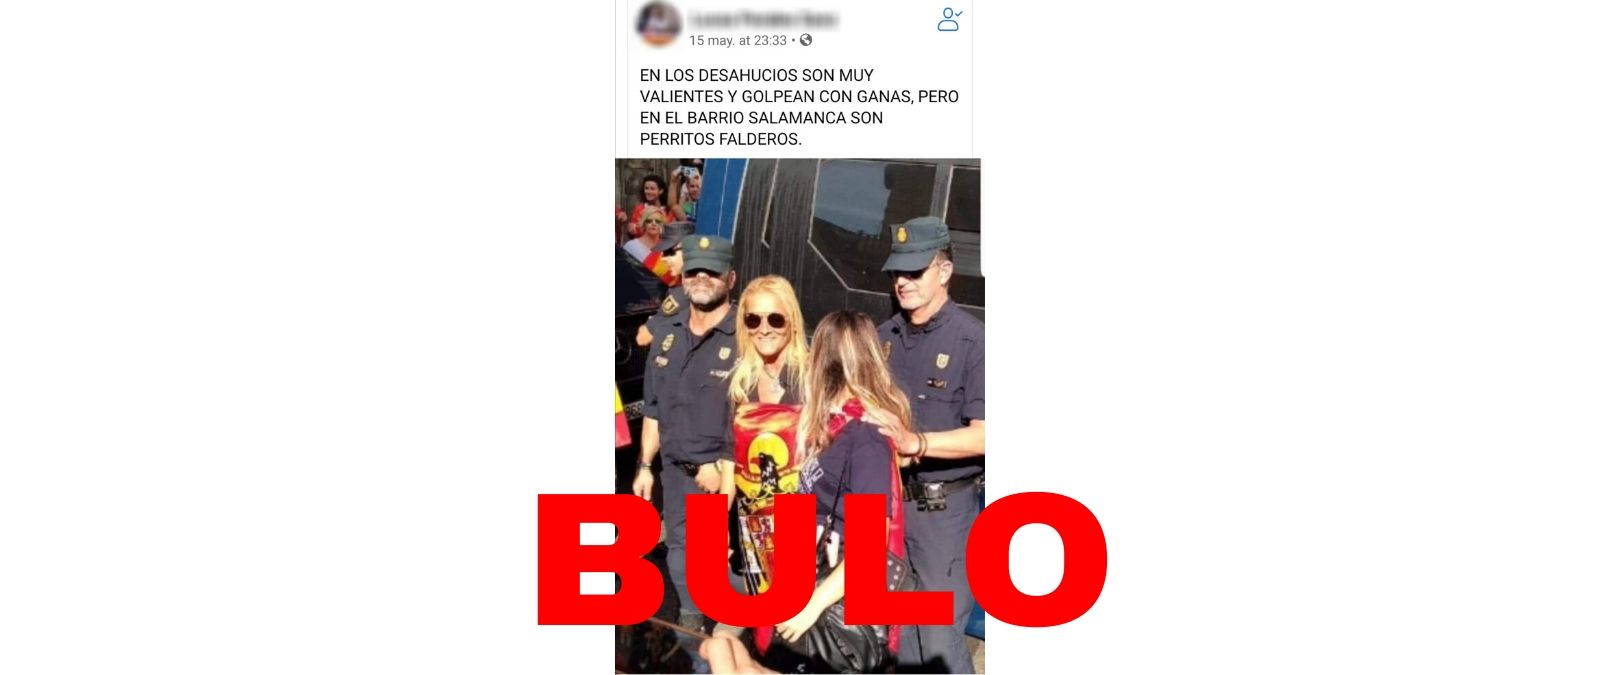 15 may. at 23:33 •
EN LOS DESAHUCIOS SON MUY
VALIENTES Y GOLPEAN CON GANAS, PERO
EN EL BARRIO SALAMANCA SON
PERRITOS FALDEROS.
BULO